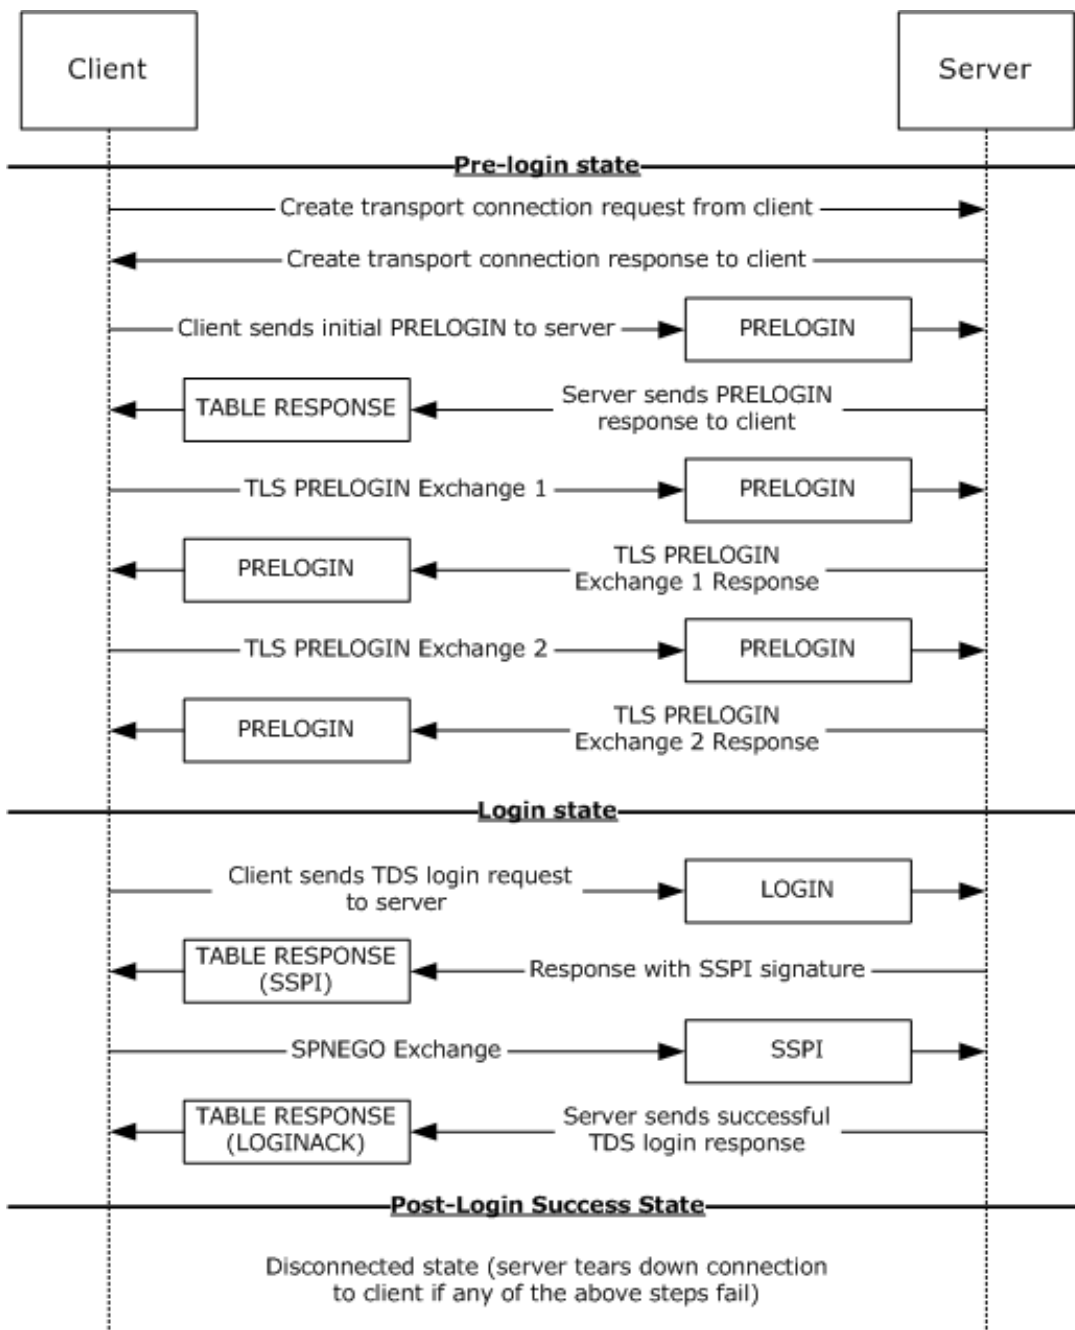 Client
Server
Pre-login state
Create transport connection request from client
Create transport connection response to client
Client sends initial PRELOGIN to server
PRELOGIN
TABLE RESPONSE
Server sends PRELOGIN
response to client
TLS PRELOGIN Exchange 1
PRELOGIN
PRELOGIN
TLS PRELOGIN
Exchange 1 Response
TLS PRELOGIN Exchange 2
PRELOGIN
PRELOGIN
TLS PRELOGIN
Exchange 2 Response
Login state
Client sends TDS login request
to server
LOGIN
TABLE RESPONSE
(SSPI)
Response with SSPI signature
SPNEGO Exchange
SSPI
TABLE RESPONSE
(LOGINACK)
Server sends successful
TDS login response
Post-Login Success State
Disconnected state (server tears down connection
to client if any of the above steps fail)